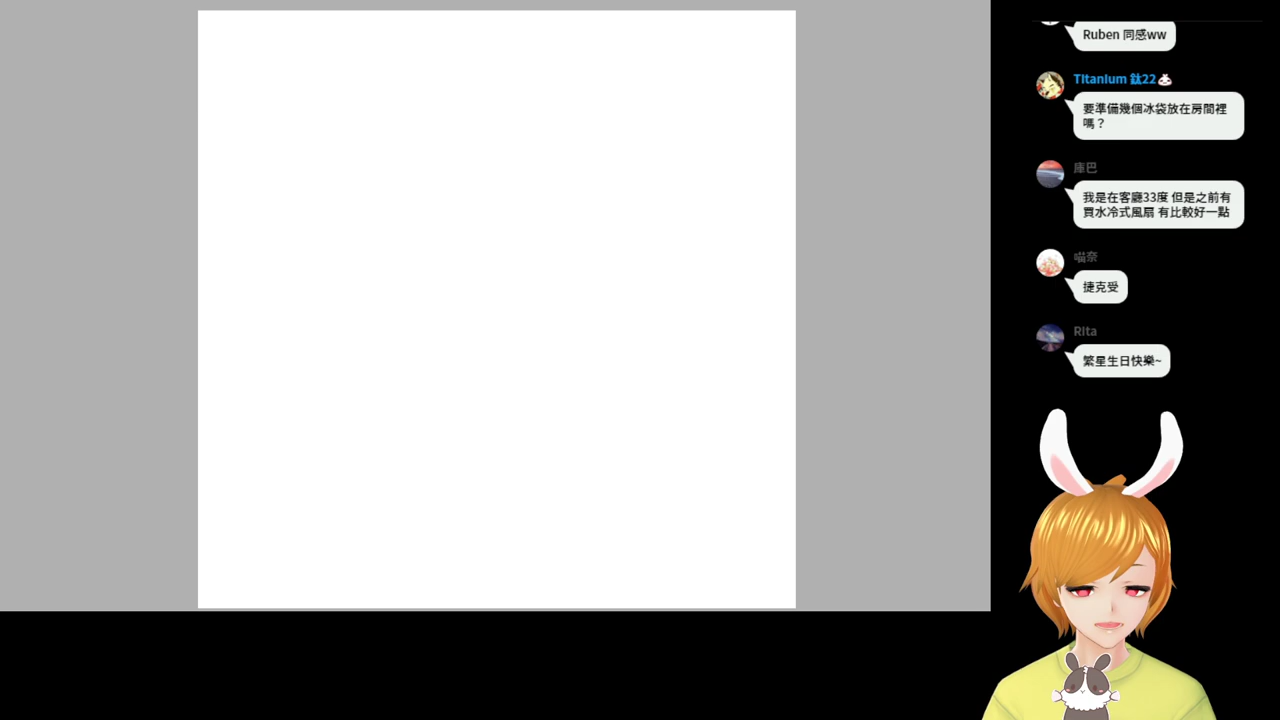 Ruben 同感ww
Titanium 鈦22
要準備幾個冰袋放在房間裡
嗎？
庫巴
我是在客廳33度 但是之前有
買水冷式風扇 有比較好一點
喵奈
捷克受
Rita
繁星生日快樂~